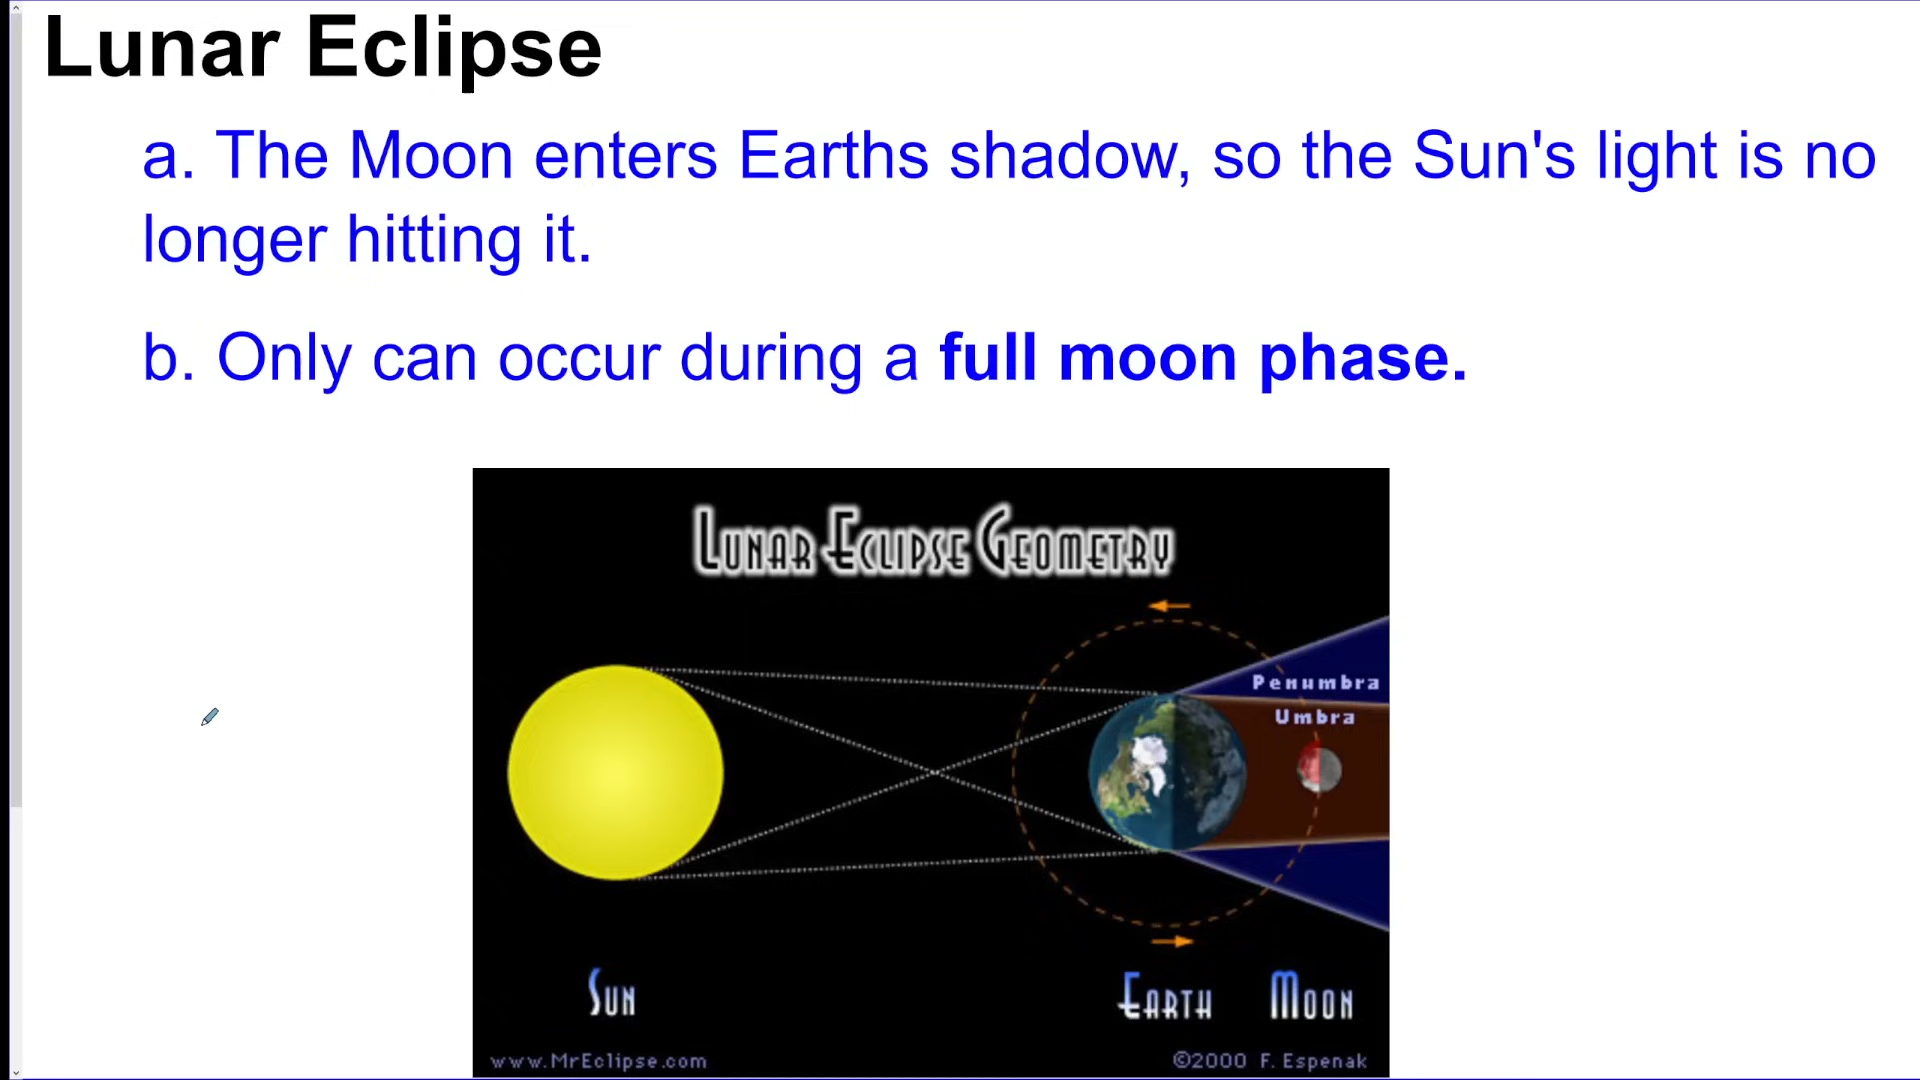 Lunar Eclipse
a. The Moon enters Earths shadow, so the Sun's light is no
longer hitting it.
b. Only can occur during a full moon phase.
Lunar Eclipse Geometry
Penumbra
Umbra
Sun
Earth
Moon
www.MrEclipse.com
©2000 F. Espenak